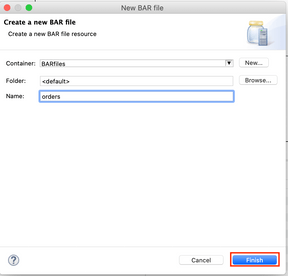 New BAR file
Create a new BAR file
Create a new BAR file resource
Container: BARfiles New...
Folder: <default> Browse...
Name: orders
? Cancel Finish